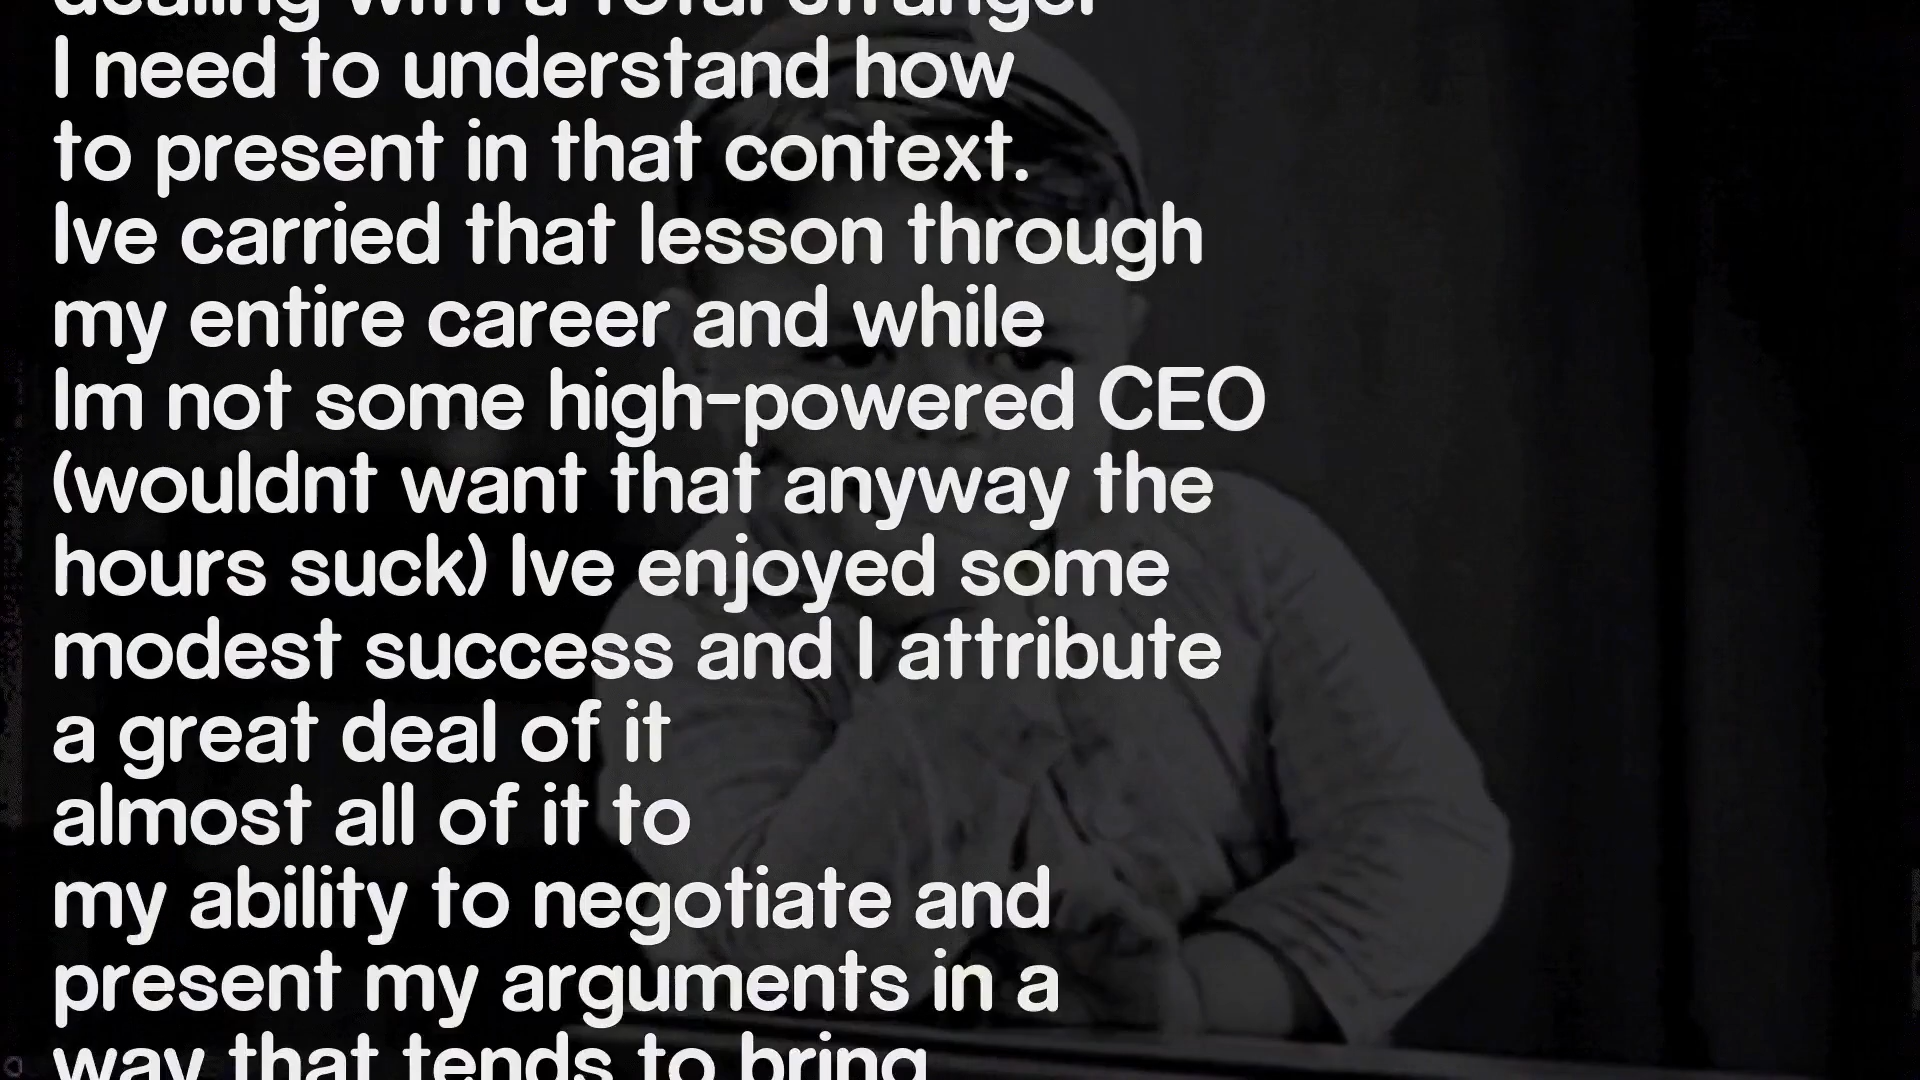 dealing with a total stranger
I need to understand how
to present in that context.
Ive carried that lesson through
my entire career and while
Im not some high-powered CEO
(wouldnt want that anyway the
hours suck) Ive enjoyed some
modest success and I attribute
a great deal of it
almost all of it to
my ability to negotiate and
present my arguments in a
way that tends to bring